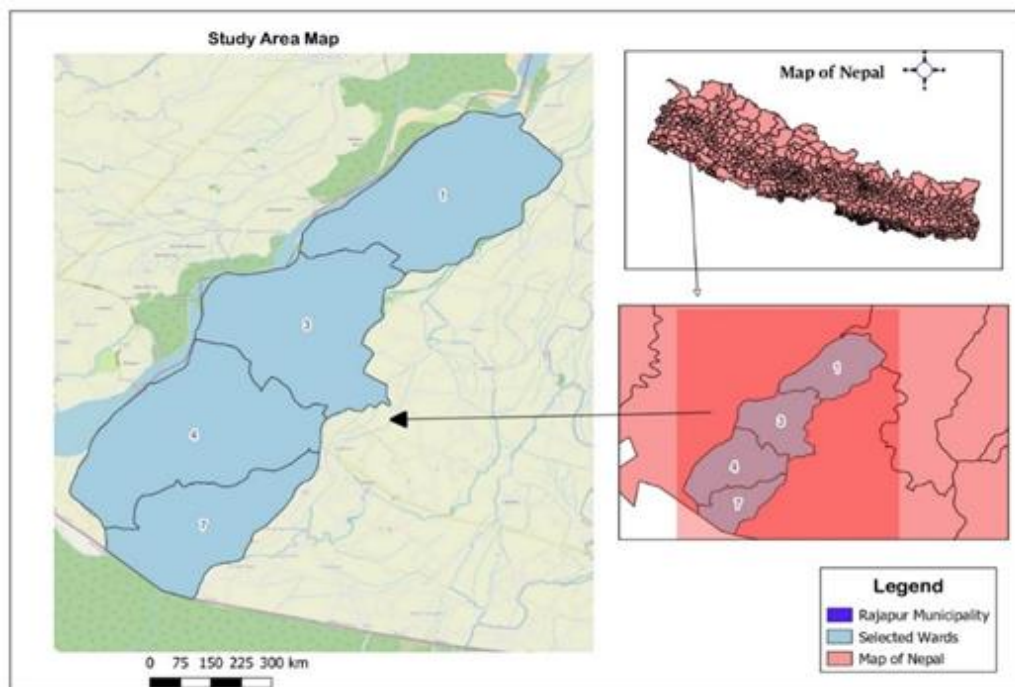 Study Area Map
Map of Nepal
1
3
4
7
1
3
4
7
Legend
Rajapur Municipality
Selected Wards
Map of Nepal
0 75 150 225 300 km